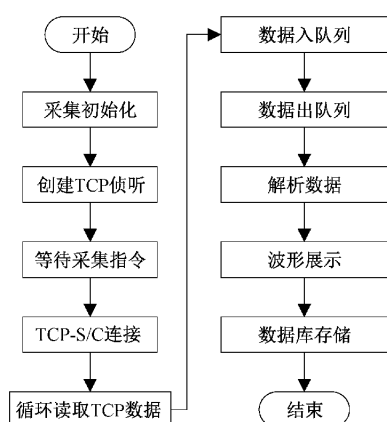 开始
采集初始化
创建TCP侦听
等待采集指令
TCP-S/C连接
循环读取TCP数据
数据入队列
数据出队列
解析数据
波形展示
数据库存储
结束